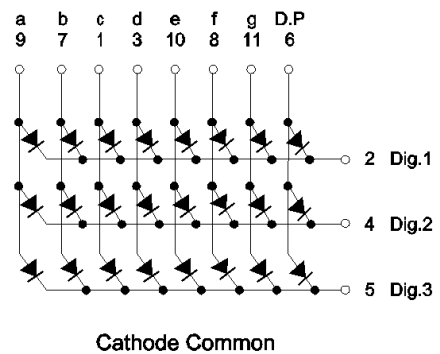 a b c d e f g D.P
9 7 1 3 10 8 11 6
2 Dig.1
4 Dig.2
5 Dig.3
Cathode Common